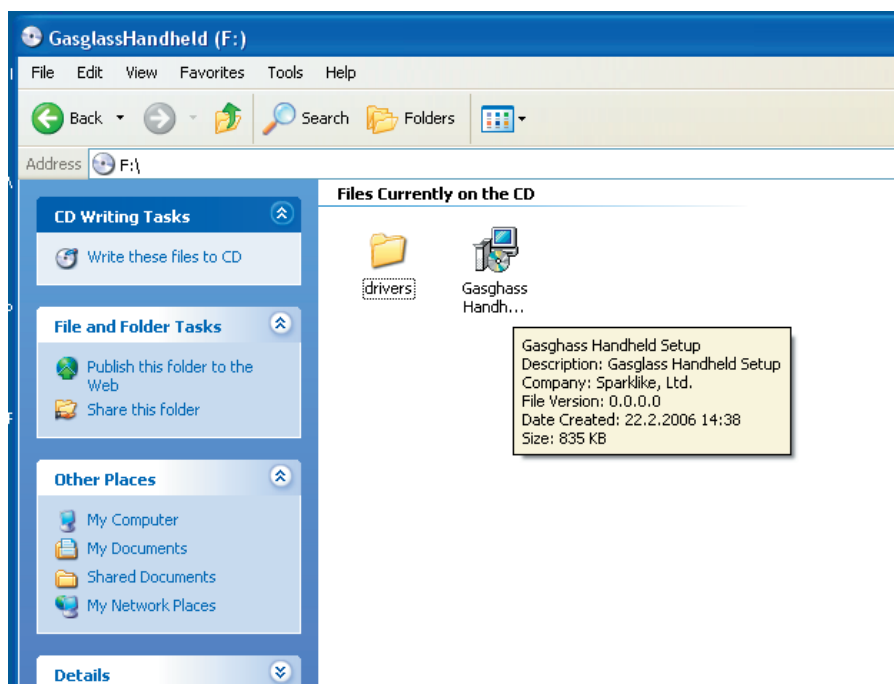 GasglassHandheld (F:)
File Edit View Favorites Tools Help
Back Search Folders
Address F:\
CD Writing Tasks
Write these files to CD
File and Folder Tasks
Publish this folder to the
Web
Share this folder
Other Places
My Computer
My Documents
Shared Documents
My Network Places
Details
Files Currently on the CD
drivers
Gasghass
Handh...
Gasghass Handheld Setup
Description: Gasglass Handheld Setup
Company: Sparklike, Ltd.
File Version: 0.0.0.0
Date Created: 22.2.2006 14:38
Size: 835 KB